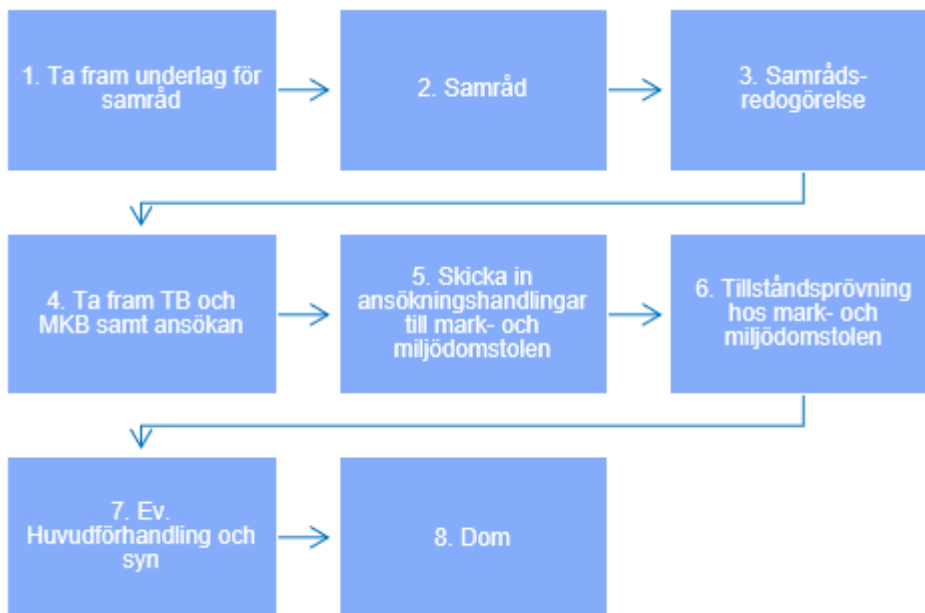 1. Ta fram underlag för
samråd
2. Samråd
3. Samråds-
redogörelse
4. Ta fram TB och
MKB samt ansökan
5. Skicka in
ansökningshandlingar
till mark- och
miljödomstolen
6. Tillståndsprövning
hos mark- och
miljödomstolen
7. Ev.
Huvudförhandling och
syn
8. Dom